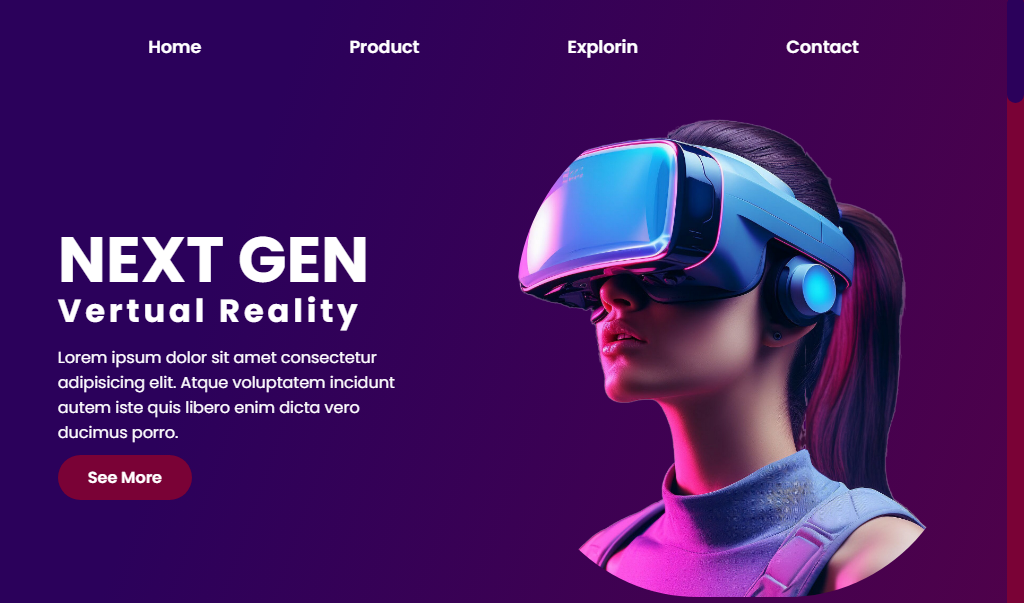 Home Product Explorin Contact
NEXT GEN
Vertual Reality
Lorem ipsum dolor sit amet consectetur
adipisicing elit. Atque voluptatem incidunt
autem iste quis libero enim dicta vero
ducimus porro.
See More